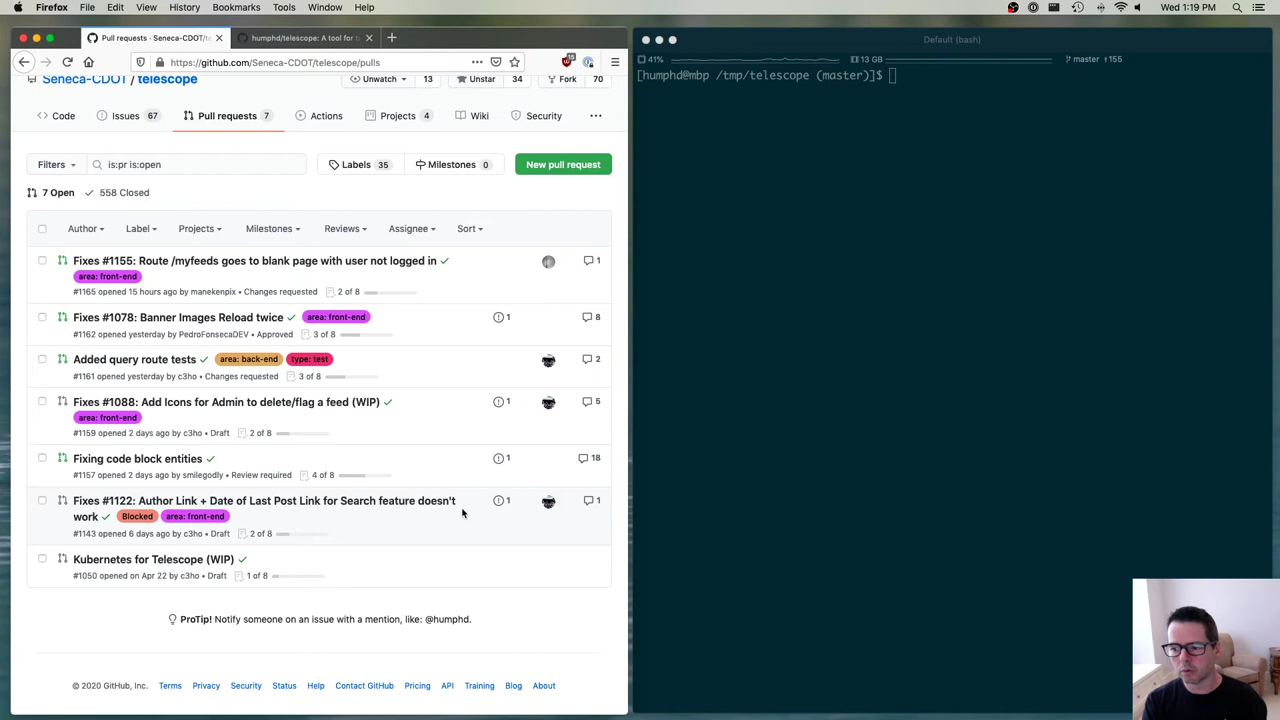 Firefox File Edit View History Bookmarks Tools Window Help
Wed 1:19 PM
Pull requests · Seneca-CDOT/te
humphd/telescope: A tool for t
Default (bash)
https://github.com/Seneca-CDOT/telescope/pulls
15
41% 13 GB master ↑155
[humphd@mbp /tmp/telescope (master)]$
Seneca-CDOT / telescope
Unwatch 13 Unstar 34 Fork 70
Code Issues 67 Pull requests 7 Actions Projects 4 Wiki Security
Filters is:pr is:open Labels 35 Milestones 0 New pull request
7 Open 558 Closed
Author Label Projects Milestones Reviews Assignee Sort
Fixes #1155: Route /myfeeds goes to blank page with user not logged in 1
area: front-end
#1165 opened 15 hours ago by manekenpix • Changes requested 2 of 8
Fixes #1078: Banner Images Reload twice area: front-end 1 8
#1162 opened yesterday by PedroFonsecaDEV • Approved 3 of 8
Added query route tests area: back-end type: test 2
#1161 opened yesterday by c3ho • Changes requested 3 of 8
Fixes #1088: Add Icons for Admin to delete/flag a feed (WIP) 1 5
area: front-end
#1159 opened 2 days ago by c3ho • Draft 2 of 8
Fixing code block entities 1 18
#1157 opened 2 days ago by smilegodly • Review required 4 of 8
Fixes #1122: Author Link + Date of Last Post Link for Search feature doesn't 1 1
work Blocked area: front-end
#1143 opened 6 days ago by c3ho • Draft 2 of 8
Kubernetes for Telescope (WIP)
#1050 opened on Apr 22 by c3ho • Draft 1 of 8
ProTip! Notify someone on an issue with a mention, like: @humphd.
© 2020 GitHub, Inc. Terms Privacy Security Status Help Contact GitHub Pricing API Training Blog About